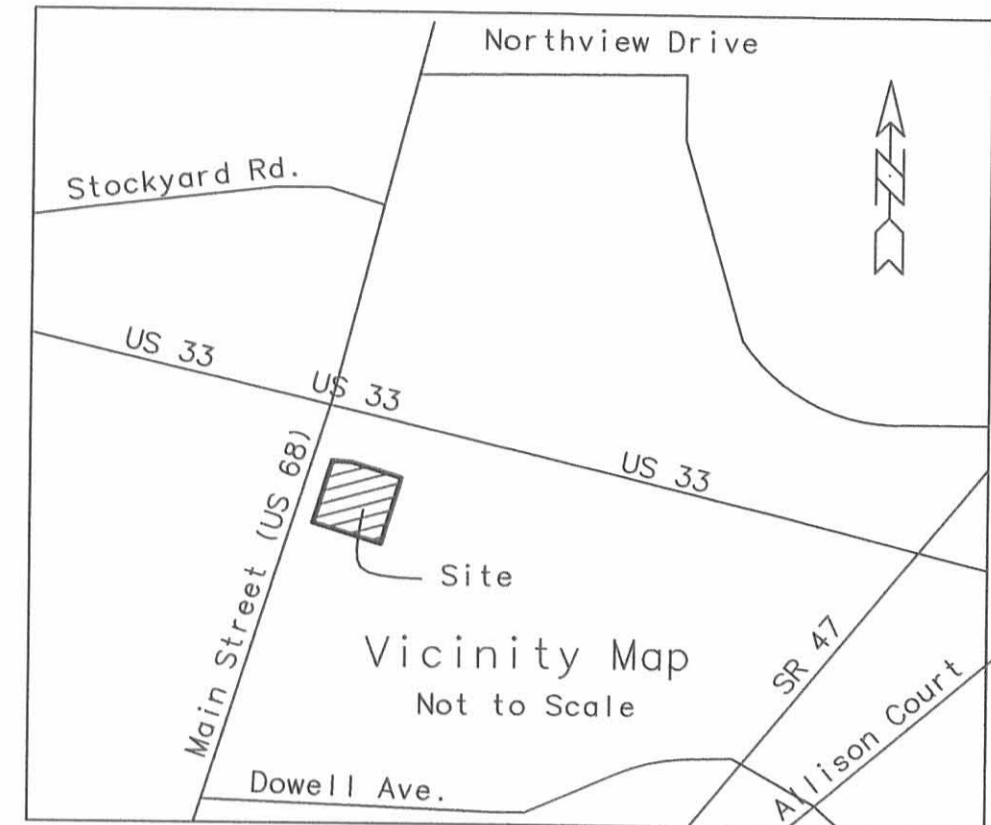 Northview Drive
N
Stockyard Rd.
US 33
US 33
US 33
Main Street (US 68)
Site
Vicinity Map
Not to Scale
SR 47
Allison Court
Dowell Ave.